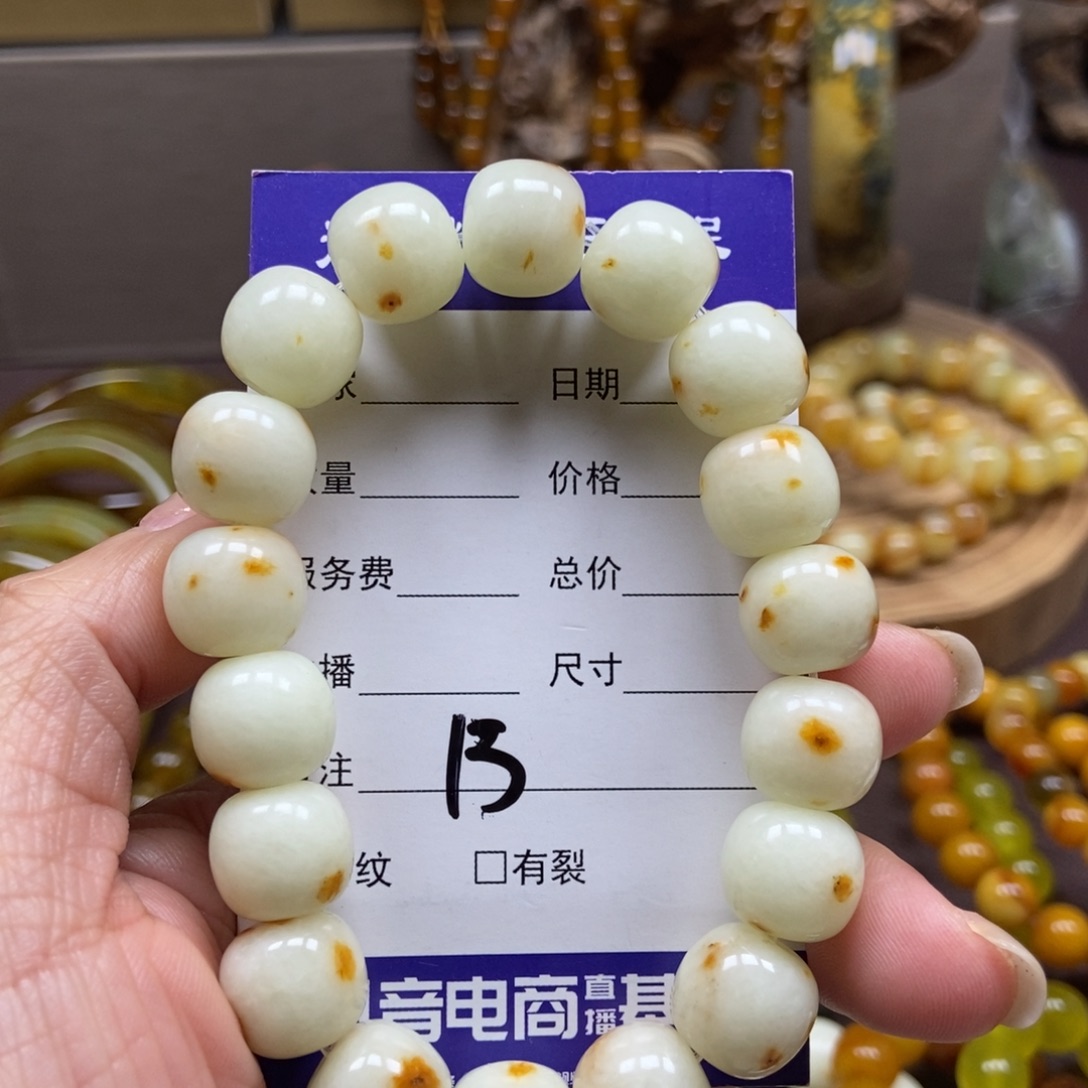 日期
量
价格
服务费
总价
播
尺寸
注
13
纹 □有裂
音电商直播基